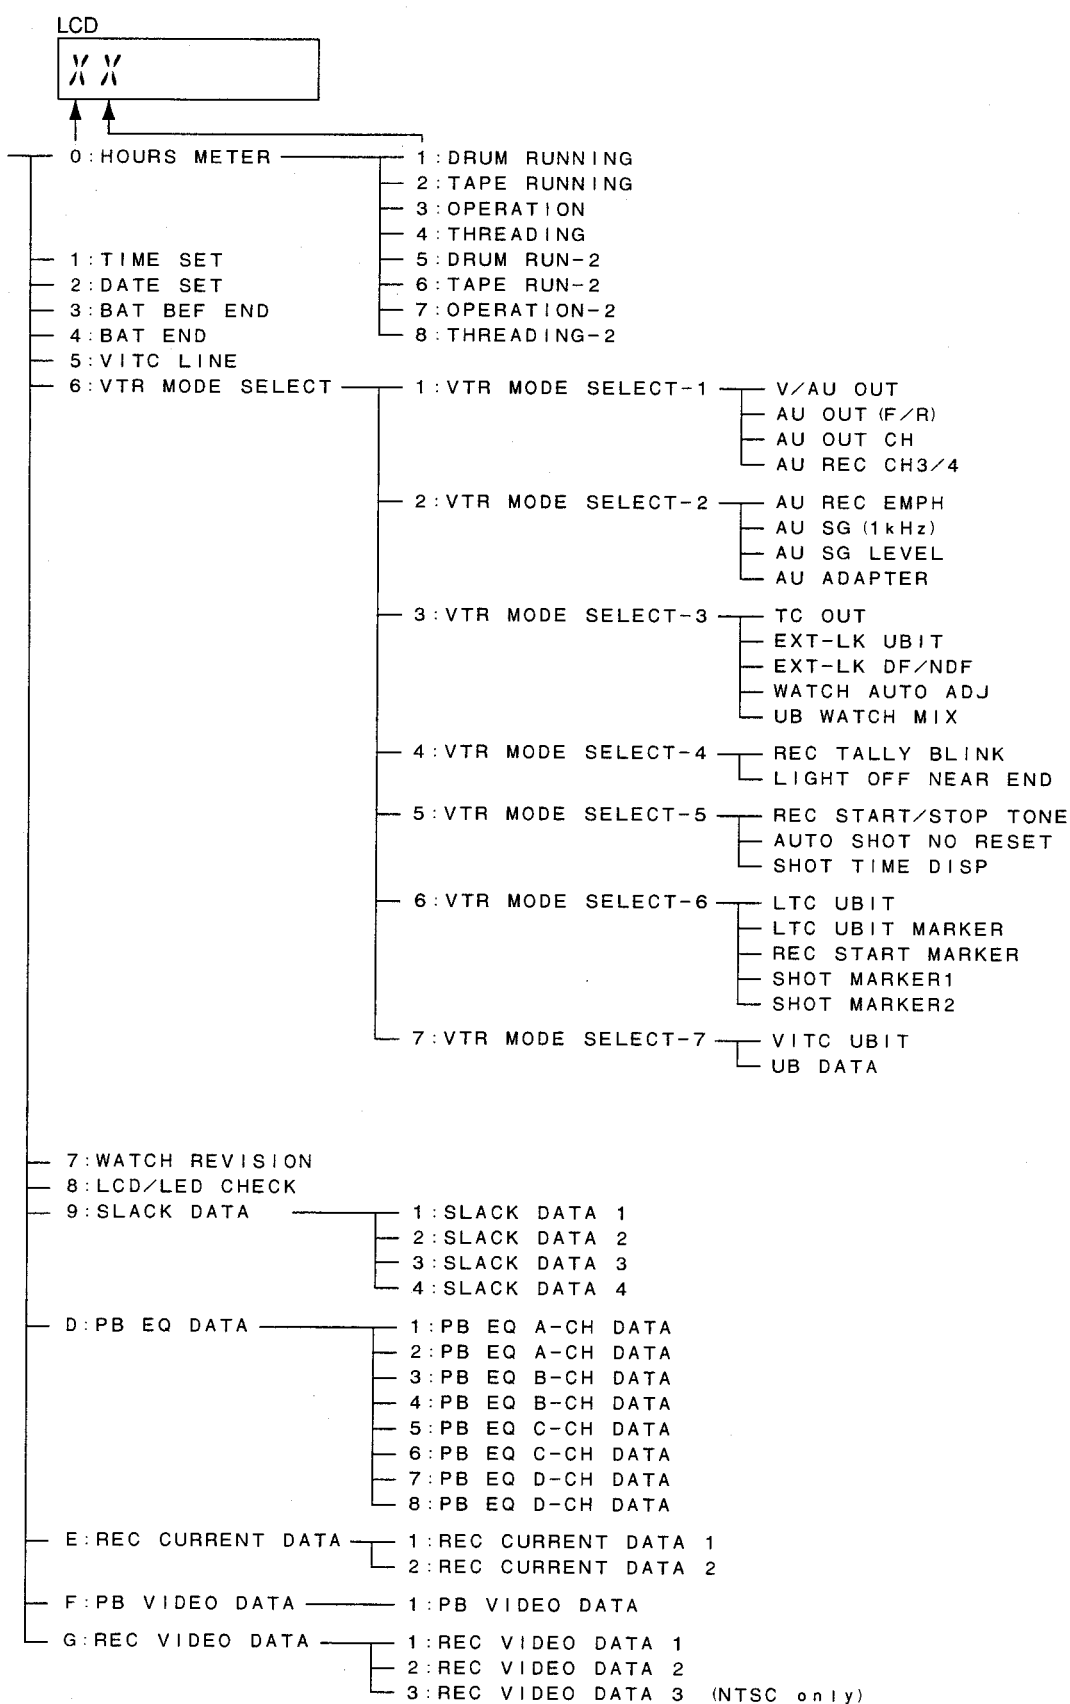 LCD
X X
0:HOURS METER 1:DRUM RUNNING
2:TAPE RUNNING
3:OPERATION
4:THREADING
1:TIME SET 5:DRUM RUN-2
2:DATE SET 6:TAPE RUN-2
3:BAT BEF END 7:OPERATION-2
4:BAT END 8:THREADING-2
5:VITC LINE
6:VTR MODE SELECT 1:VTR MODE SELECT-1 V/AU OUT
AU OUT (F/R)
AU OUT CH
AU REC CH3/4
2:VTR MODE SELECT-2 AU REC EMPH
AU SG (1kHz)
AU SG LEVEL
AU ADAPTER
3:VTR MODE SELECT-3 TC OUT
EXT-LK UBIT
EXT-LK DF/NDF
WATCH AUTO ADJ
UB WATCH MIX
4:VTR MODE SELECT-4 REC TALLY BLINK
LIGHT OFF NEAR END
5:VTR MODE SELECT-5 REC START/STOP TONE
AUTO SHOT NO RESET
SHOT TIME DISP
6:VTR MODE SELECT-6 LTC UBIT
LTC UBIT MARKER
REC START MARKER
SHOT MARKER1
SHOT MARKER2
7:VTR MODE SELECT-7 VITC UBIT
UB DATA
7:WATCH REVISION
8:LCD/LED CHECK
9:SLACK DATA 1:SLACK DATA 1
2:SLACK DATA 2
3:SLACK DATA 3
4:SLACK DATA 4
D:PB EQ DATA 1:PB EQ A-CH DATA
2:PB EQ A-CH DATA
3:PB EQ B-CH DATA
4:PB EQ B-CH DATA
5:PB EQ C-CH DATA
6:PB EQ C-CH DATA
7:PB EQ D-CH DATA
8:PB EQ D-CH DATA
E:REC CURRENT DATA 1:REC CURRENT DATA 1
2:REC CURRENT DATA 2
F:PB VIDEO DATA 1:PB VIDEO DATA
G:REC VIDEO DATA 1:REC VIDEO DATA 1
2:REC VIDEO DATA 2
3:REC VIDEO DATA 3 (NTSC only)